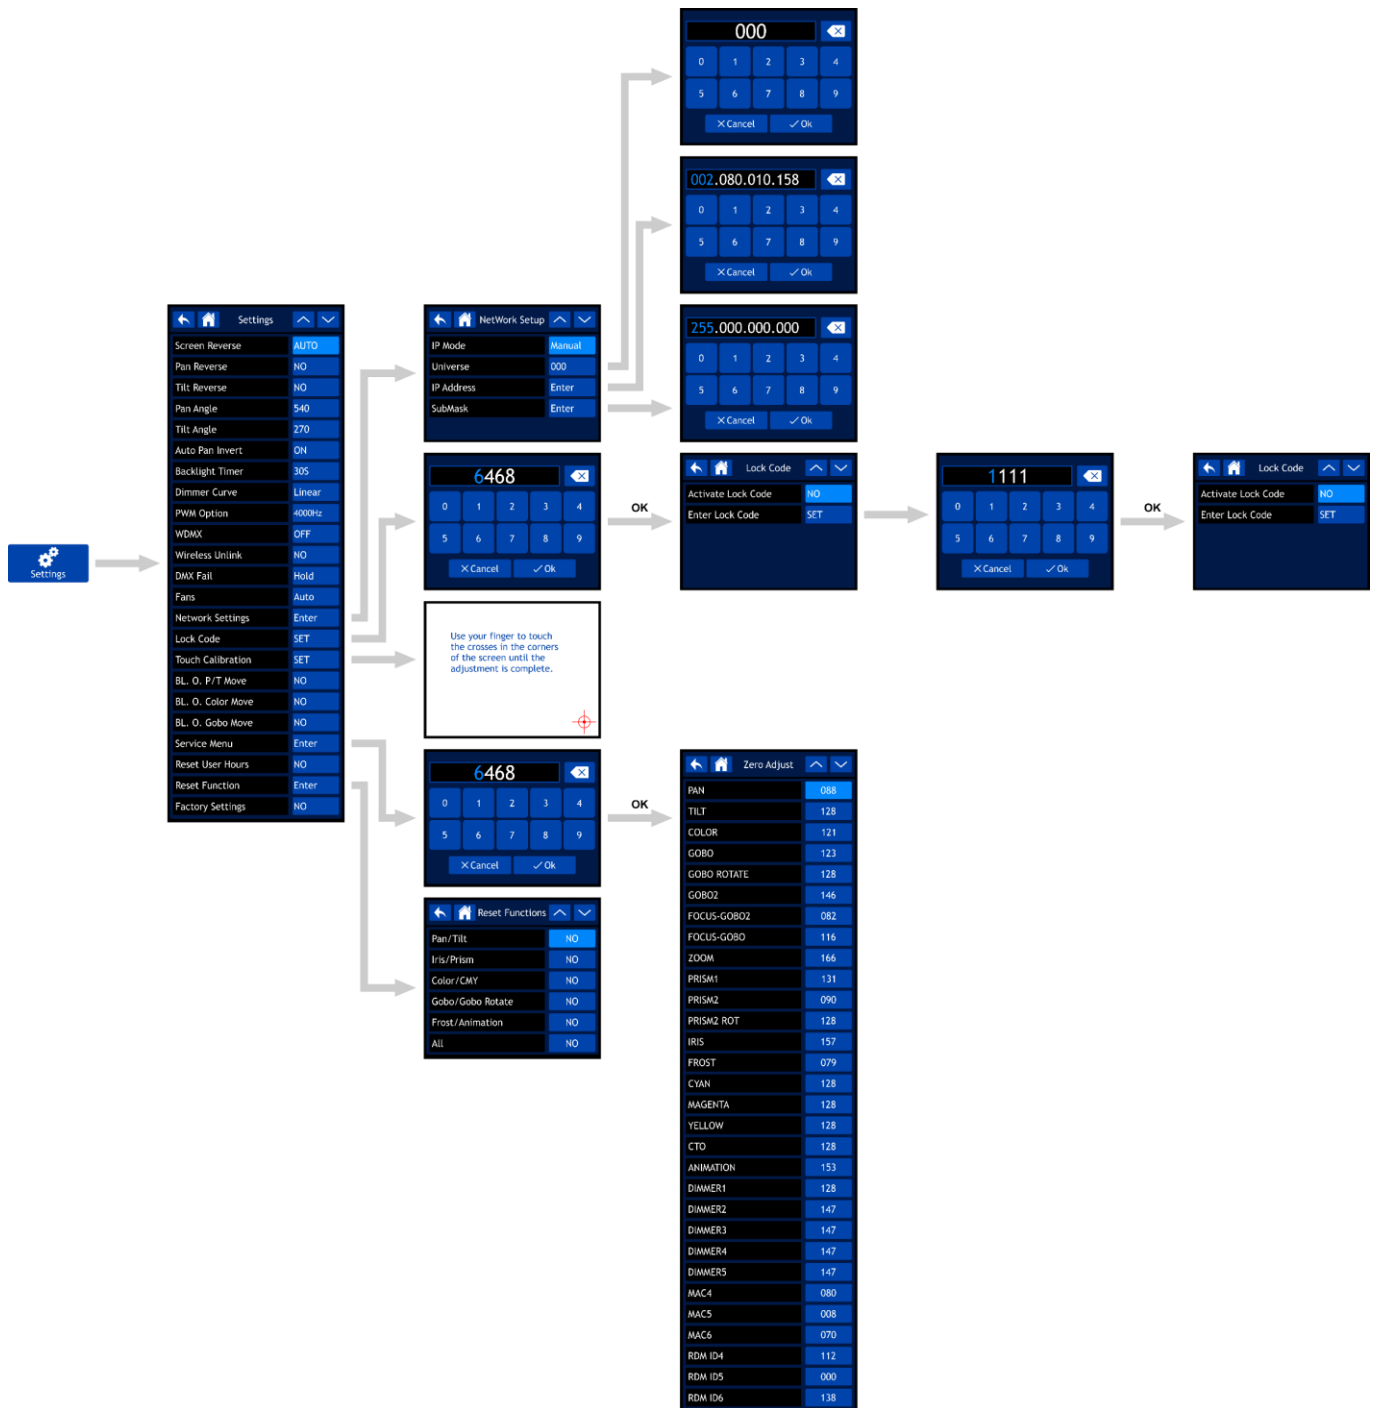 Settings
Settings
Screen Reverse AUTO
Pan Reverse NO
Tilt Reverse NO
Pan Angle 540
Tilt Angle 270
Auto Pan Invert ON
Backlight Timer 30S
Dimmer Curve Linear
PWM Option 4000Hz
WDMX OFF
Wireless Unlink NO
DMX Fail Hold
Fans Auto
Network Settings Enter
Lock Code SET
Touch Calibration SET
BL. O. P/T Move NO
BL. O. Color Move NO
BL. O. Gobo Move NO
Service Menu Enter
Reset User Hours NO
Reset Function Enter
Factory Settings NO
NetWork Setup
IP Mode Manual
Universe 000
IP Address Enter
SubMask Enter
000
0 1 2 3 4
5 6 7 8 9
Cancel Ok
002.080.010.158
0 1 2 3 4
5 6 7 8 9
Cancel Ok
255.000.000.000
0 1 2 3 4
5 6 7 8 9
Cancel Ok
6468
0 1 2 3 4
5 6 7 8 9
Cancel Ok
OK
Lock Code
Activate Lock Code NO
Enter Lock Code SET
1111
0 1 2 3 4
5 6 7 8 9
Cancel Ok
OK
Lock Code
Activate Lock Code NO
Enter Lock Code SET
Use your finger to touch
the crosses in the corners
of the screen until the
adjustment is complete.
6468
0 1 2 3 4
5 6 7 8 9
Cancel Ok
OK
Zero Adjust
PAN 088
TILT 128
COLOR 121
GOBO 123
GOBO ROTATE 128
GOBO2 146
FOCUS-GOBO2 082
FOCUS-GOBO 116
ZOOM 166
PRISM1 131
PRISM2 090
PRISM2 ROT 128
IRIS 157
FROST 079
CYAN 128
MAGENTA 128
YELLOW 128
CTO 128
ANIMATION 153
DIMMER1 128
DIMMER2 147
DIMMER3 147
DIMMER4 147
DIMMER5 147
MAC4 080
MAC5 008
MAC6 070
RDM ID4 112
RDM ID5 000
RDM ID6 138
Reset Functions
Pan/Tilt NO
Iris/Prism NO
Color/CMY NO
Gobo/Gobo Rotate NO
Frost/Animation NO
All NO